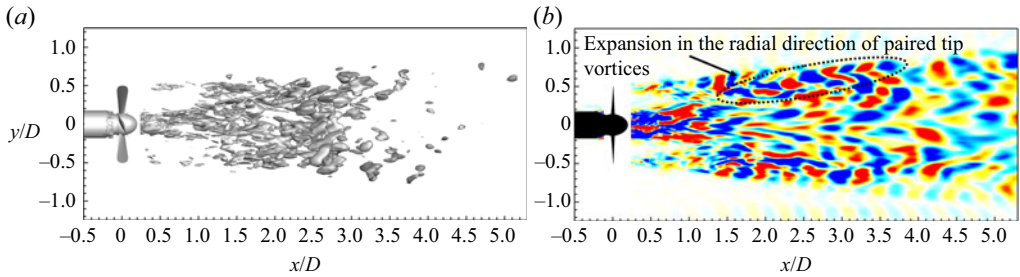 (a)
1.0
0.5
y/D
0
–0.5
–1.0
–0.5 0 0.5 1.0 1.5 2.0 2.5 3.0 3.5 4.0 4.5 5.0
x/D
(b)
1.0
Expansion in the radial direction of paired tip
vortices
0.5
0
–0.5
–1.0
–0.5 0 0.5 1.0 1.5 2.0 2.5 3.0 3.5 4.0 4.5 5.0
x/D